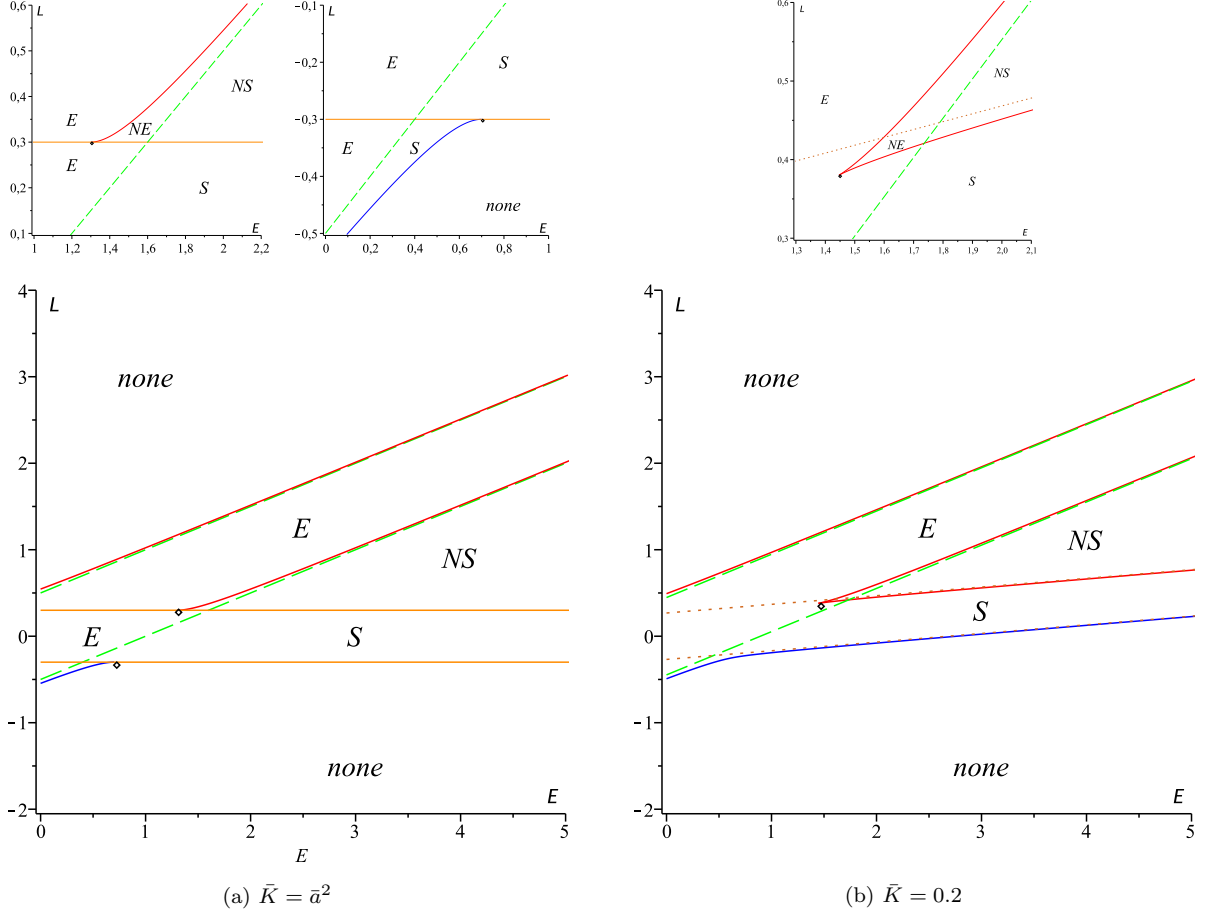 L
0,6
0,5
0,4
0,3
0,2
0,1
E
NE
NS
E
S
1 1,2 1,4 1,6 1,8 2 2,2
E
L
−0,1
−0,2
−0,3
−0,4
−0,5
E
S
E
S
none
0 0,2 0,4 0,6 0,8 1
E
L
0,6
0,5
0,4
0,3
E
NS
NE
S
1,3 1,4 1,5 1,6 1,7 1,8 1,9 2,0 2,1
E
L
4
3
2
1
0
−1
−2
none
E
NS
E
S
none
E
0 1 2 3 4 5
E
(a) K̄ = ā²
L
4
3
2
1
0
−1
−2
none
E
NS
S
none
E
0 1 2 3 4 5
(b) K̄ = 0.2